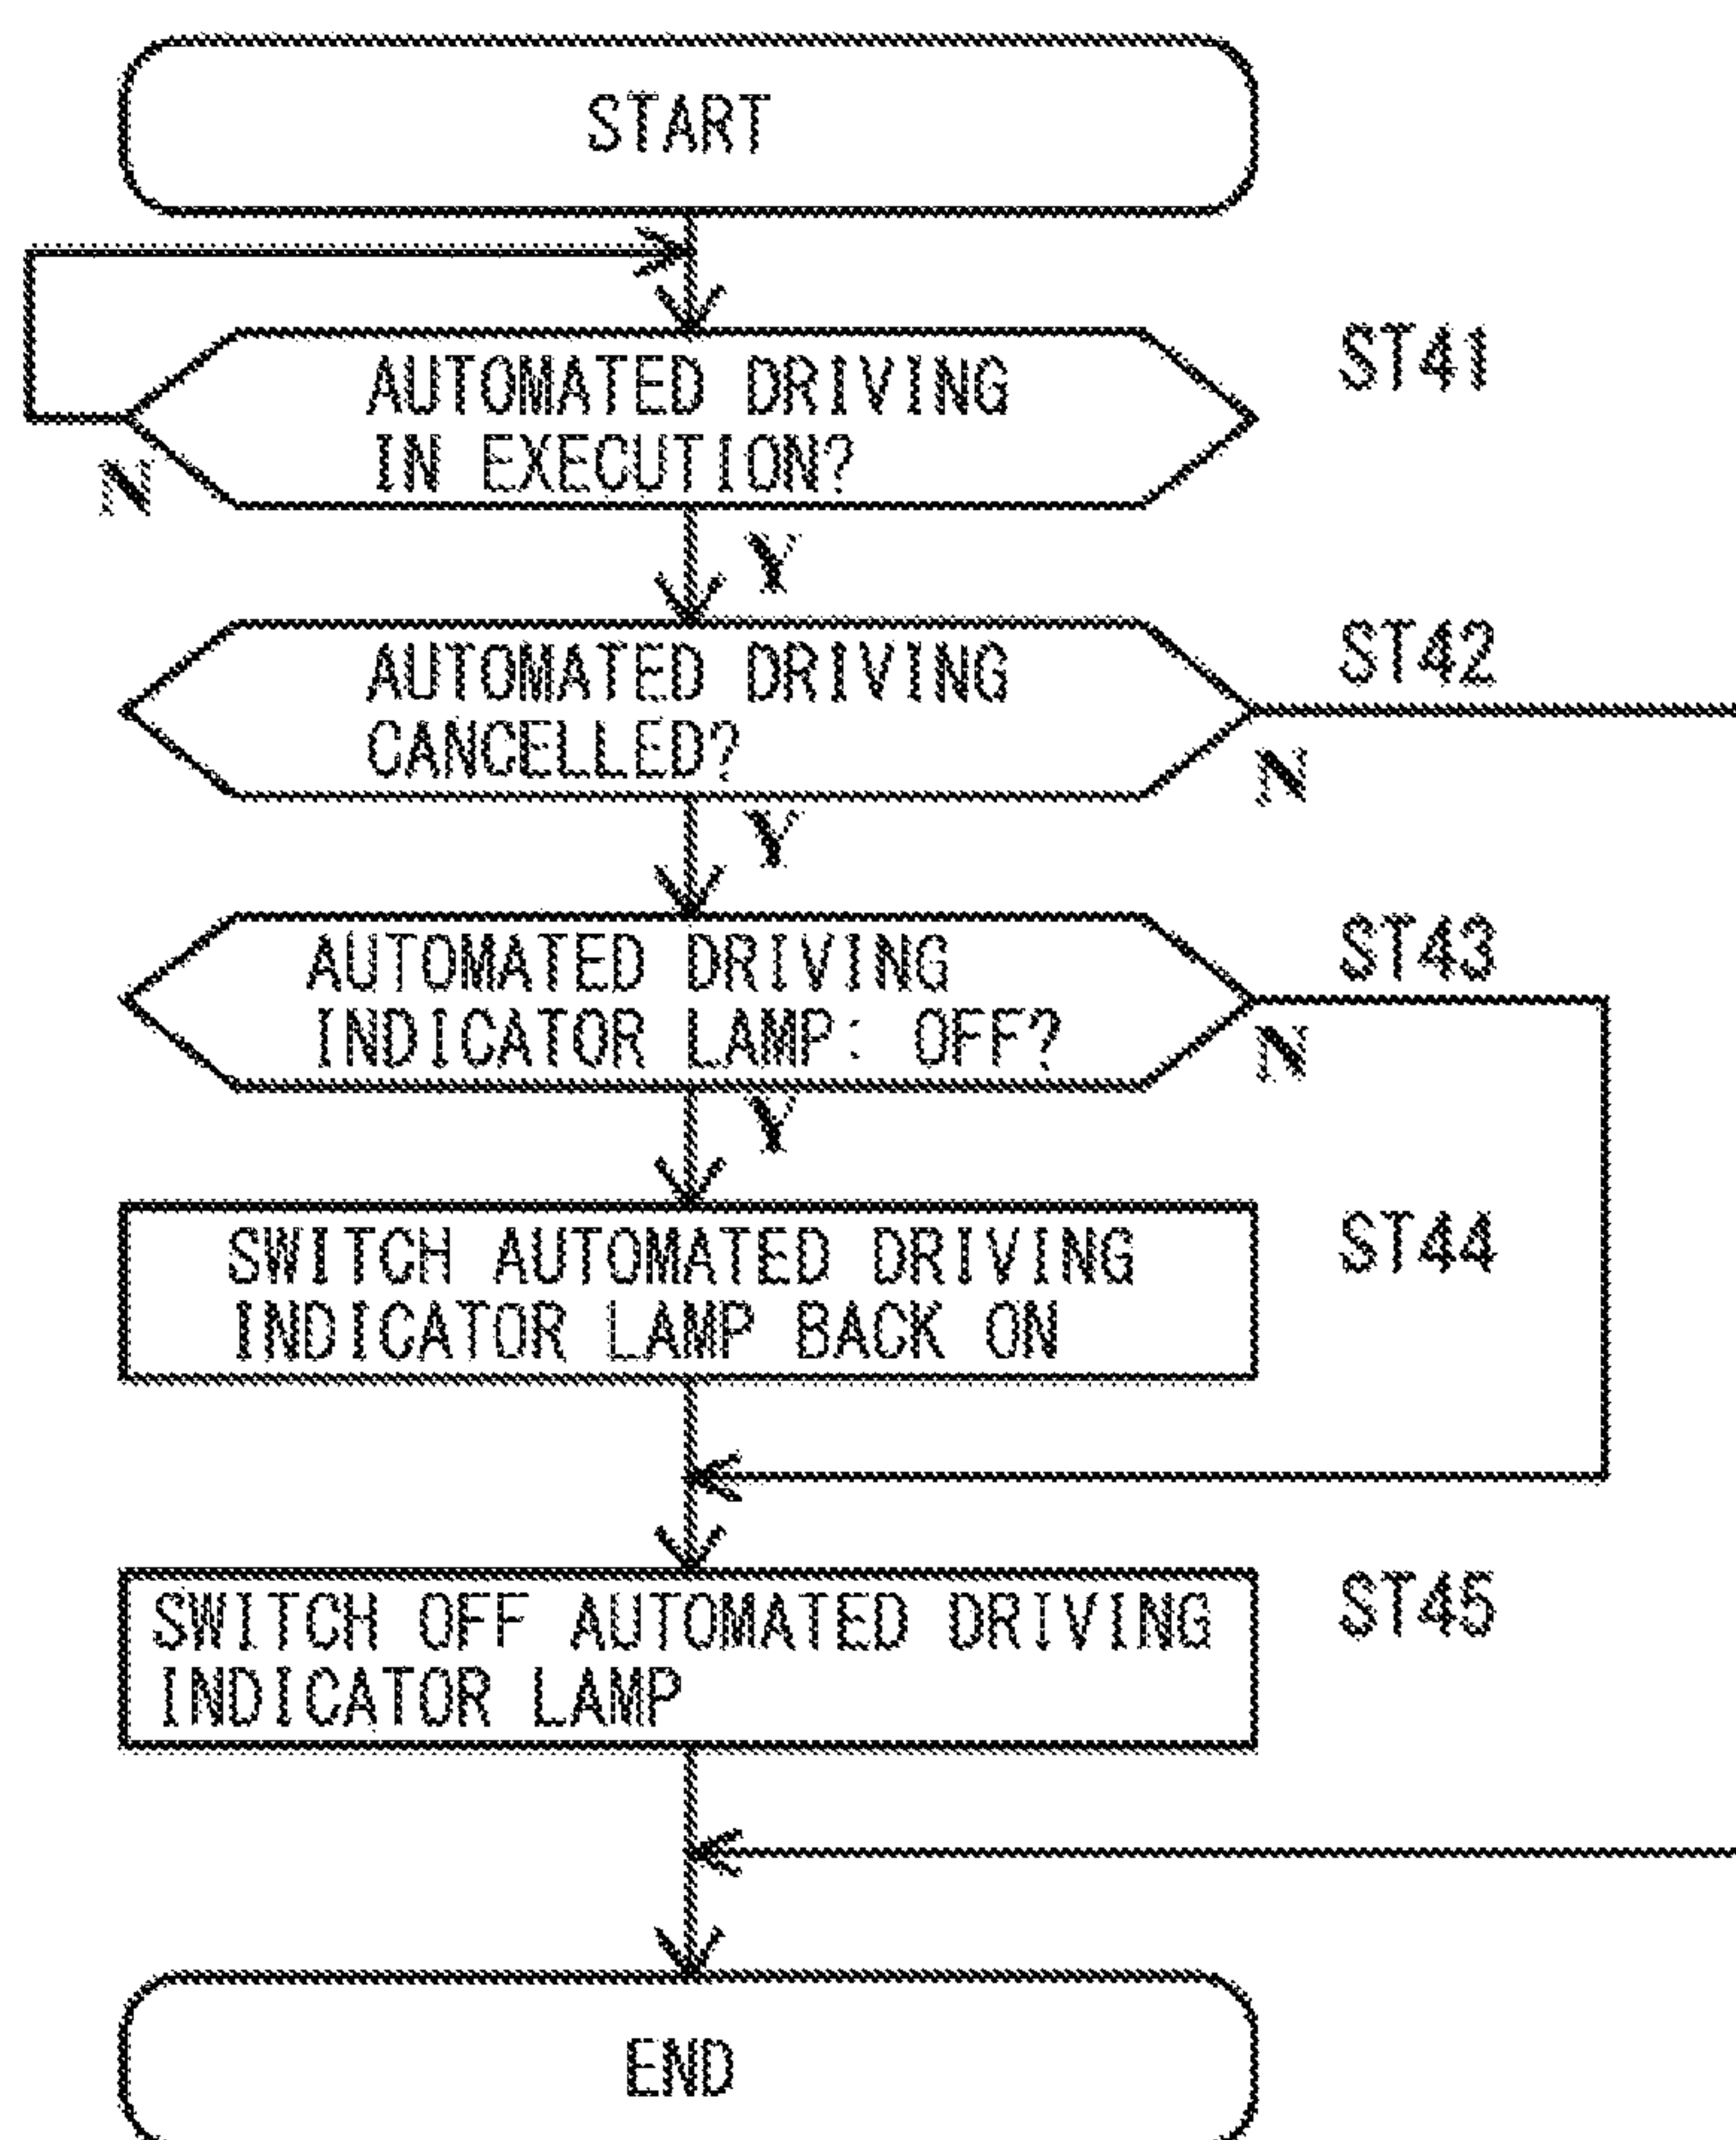 START
AUTOMATED DRIVING
IN EXECUTION?
ST41
N
Y
AUTOMATED DRIVING
CANCELLED?
ST42
N
Y
AUTOMATED DRIVING
INDICATOR LAMP: OFF?
ST43
N
Y
SWITCH AUTOMATED DRIVING
INDICATOR LAMP BACK ON
ST44
SWITCH OFF AUTOMATED DRIVING
INDICATOR LAMP
ST45
END